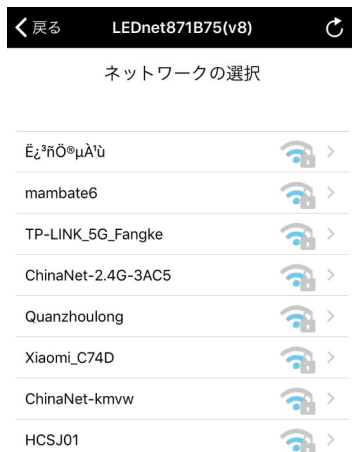 戻る LEDnet871B75(v8)
ネットワークの選択
Ë¿³ñÖ®µÀ¹ù
mambate6
TP-LINK_5G_Fangke
ChinaNet-2.4G-3AC5
Quanzhoulong
Xiaomi_C74D
ChinaNet-kmvw
HCSJ01